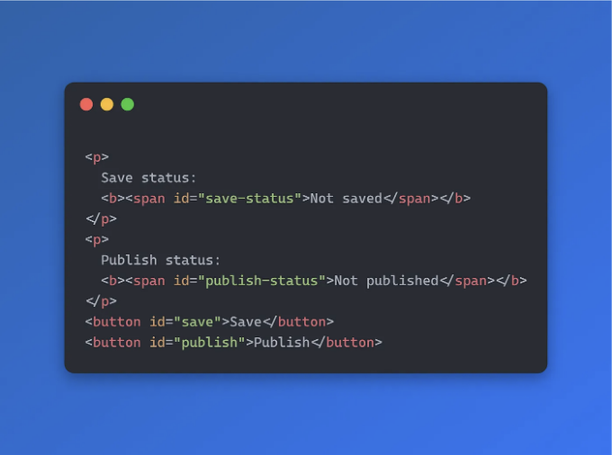 <p>
  Save status:
  <b><span id="save-status">Not saved</span></b>
</p>
<p>
  Publish status:
  <b><span id="publish-status">Not published</span></b>
</p>
<button id="save">Save</button>
<button id="publish">Publish</button>